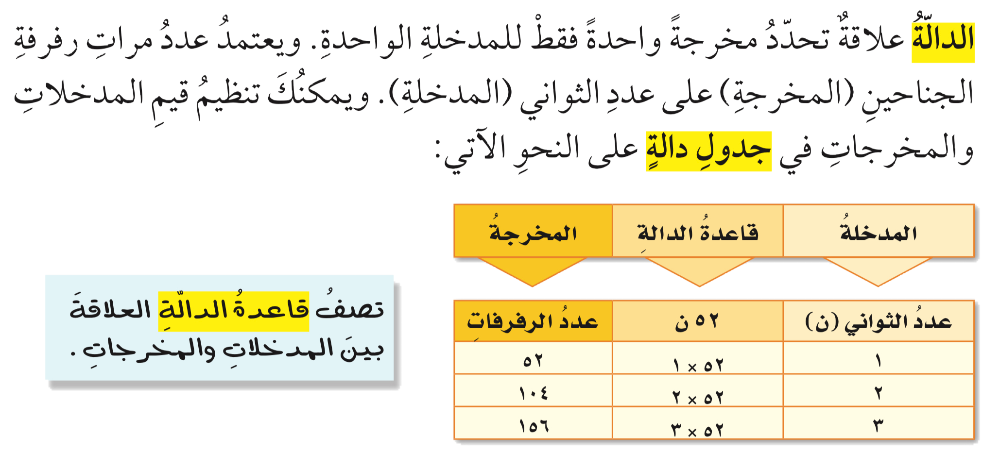 الدالّةُ علاقةٌ تحدّدُ مخرجةً واحدةً فقطْ للمدخلةِ الواحدةِ. ويعتمدُ عددُ مراتِ رفرفةِ
الجناحينِ (المخرجةِ) على عددِ الثواني (المدخلةِ). ويمكنُكَ تنظيمُ قيمِ المدخلاتِ
والمخرجاتِ في جدولِ دالةٍ على النحوِ الآتي:
المدخلةُ قاعدةُ الدالةِ المخرجةُ
عددُ الثواني (ن) ٥٢ ن عددُ الرفرفاتِ
١ ٥٢ × ١ ٥٢
٢ ٥٢ × ٢ ١٠٤
٣ ٥٢ × ٣ ١٥٦
تصفُ قاعدةُ الدالّةِ العلاقةَ
بينَ المدخلاتِ والمخرجاتِ .